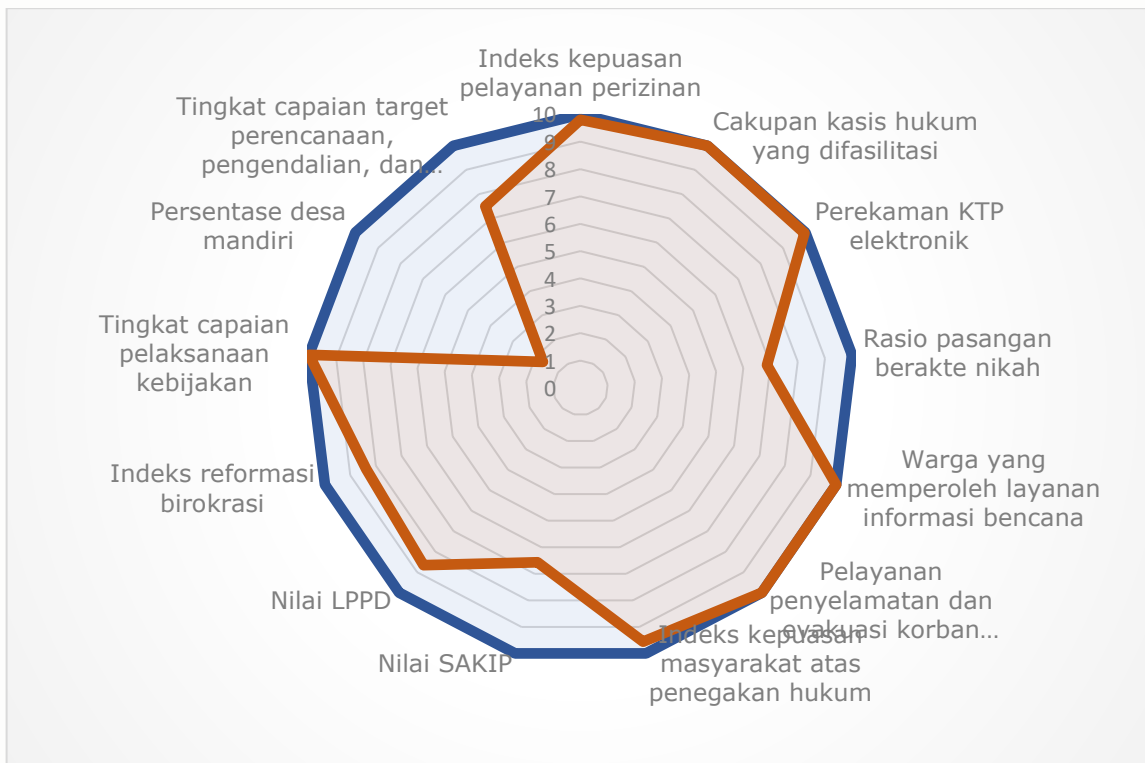 Indeks kepuasan
pelayanan perizinan
Cakupan kasis hukum
yang difasilitasi
Perekaman KTP
elektronik
Rasio pasangan
berakte nikah
Warga yang
memperoleh layanan
informasi bencana
Pelayanan
penyelamatan dan
evakuasi korban…
Indeks kepuasan
masyarakat atas
penegakan hukum
Nilai SAKIP
Nilai LPPD
Indeks reformasi
birokrasi
Tingkat capaian
pelaksanaan
kebijakan
Persentase desa
mandiri
Tingkat capaian target
perencanaan,
pengendalian, dan…
10
9
8
7
6
5
4
3
2
1
0